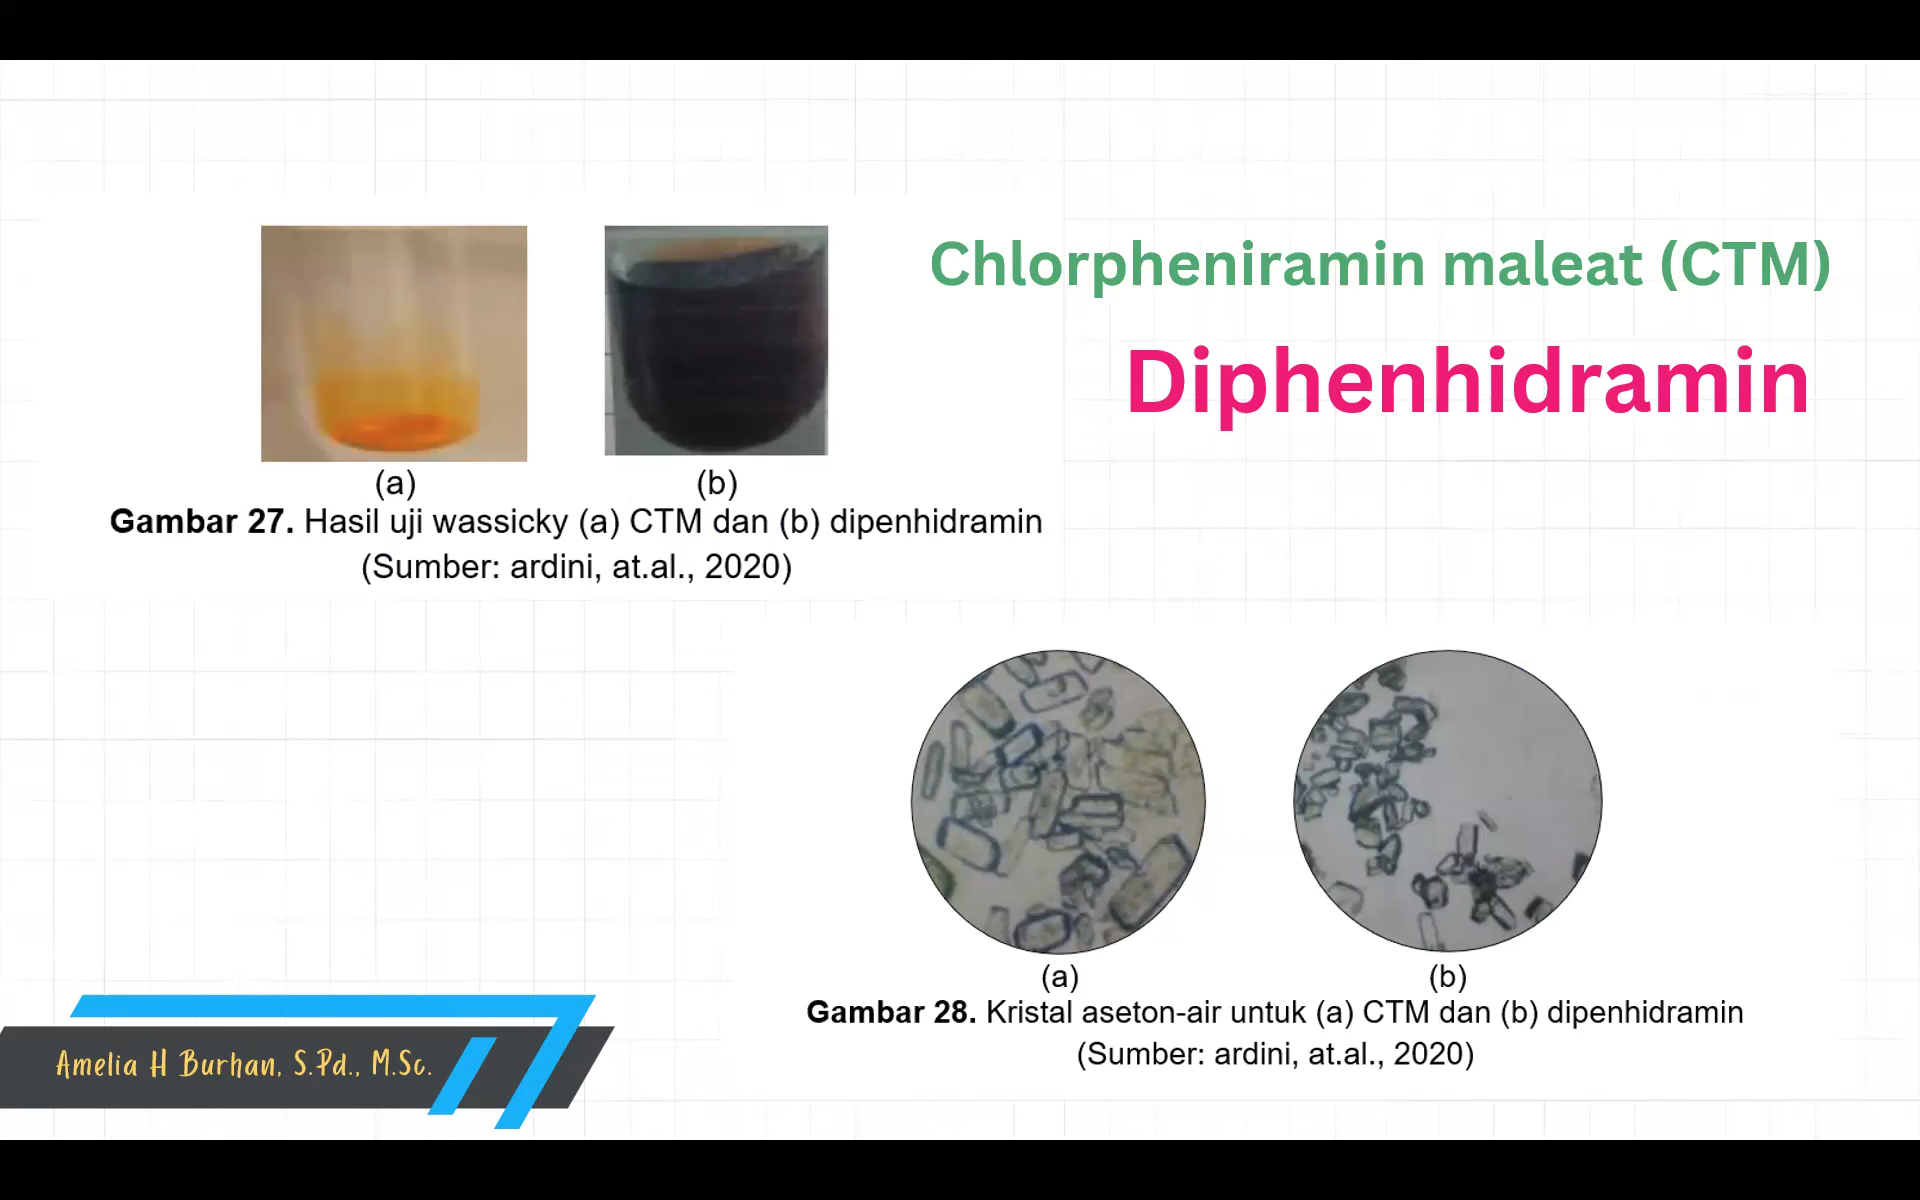 Chlorpheniramin maleat (CTM)
Diphenhidramin
(a)
(b)
Gambar 27. Hasil uji wassicky (a) CTM dan (b) dipenhidramin
(Sumber: ardini, at.al., 2020)
(a)
(b)
Gambar 28. Kristal aseton-air untuk (a) CTM dan (b) dipenhidramin
(Sumber: ardini, at.al., 2020)
Amelia H Burhan, S.Pd., M.Sc.